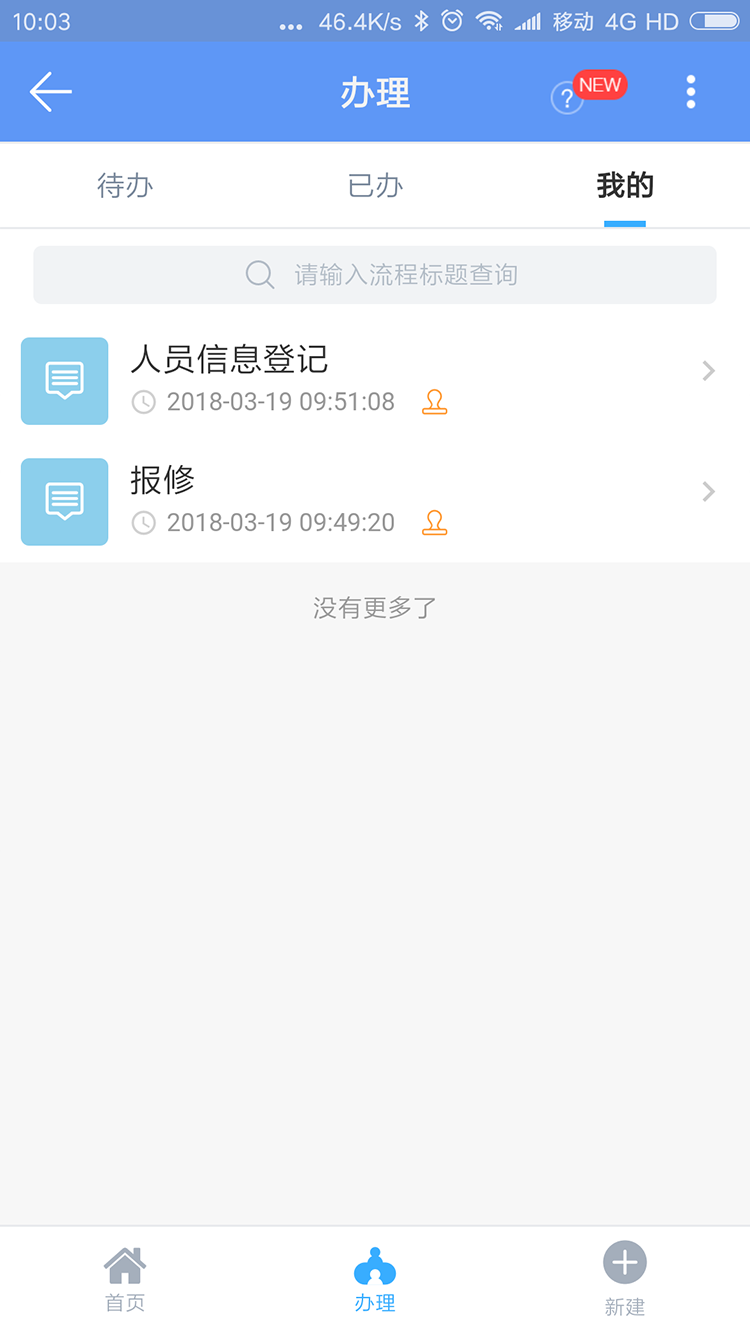 10:03 ... 46.4K/s 移动 4G HD
办理 ? NEW
待办 已办 我的
请输入流程标题查询
人员信息登记
2018-03-19 09:51:08
报修
2018-03-19 09:49:20
没有更多了
首页 办理 新建